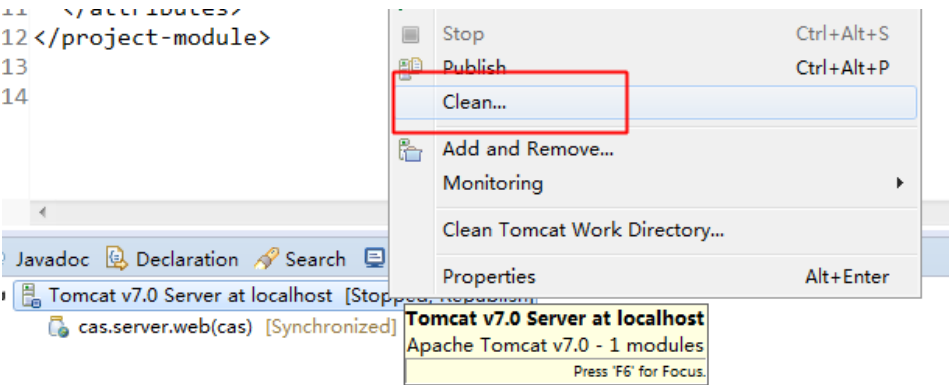 11 </attributes>
12 </project-module>
13
14
Stop Ctrl+Alt+S
Publish Ctrl+Alt+P
Clean...
Add and Remove...
Monitoring
Clean Tomcat Work Directory...
Properties Alt+Enter
Javadoc Declaration Search
Tomcat v7.0 Server at localhost [Stopped, Republish]
cas.server.web(cas) [Synchronized]
Tomcat v7.0 Server at localhost
Apache Tomcat v7.0 - 1 modules
Press 'F6' for Focus.